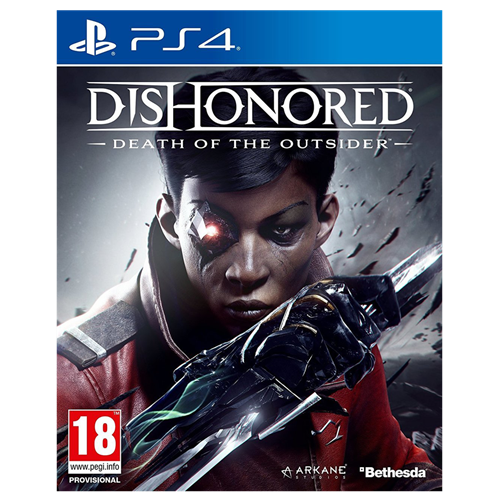 PS4
DISHONORED
DEATH OF THE OUTSIDER
18
www.pegi.info
PROVISIONAL
ARKANE
STUDIOS
Bethesda